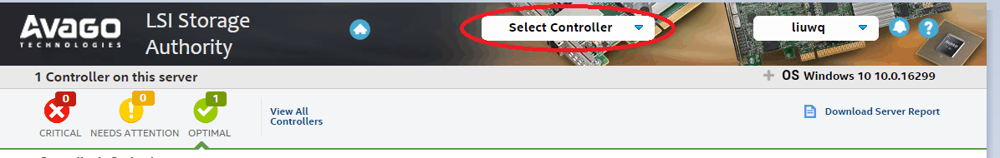 AVAGO
TECHNOLOGIES
LSI Storage
Authority
Select Controller
liuwq
?
1 Controller on this server
+ OS Windows 10 10.0.16299
0
0
1
!
CRITICAL
NEEDS ATTENTION
OPTIMAL
View All
Controllers
Download Server Report